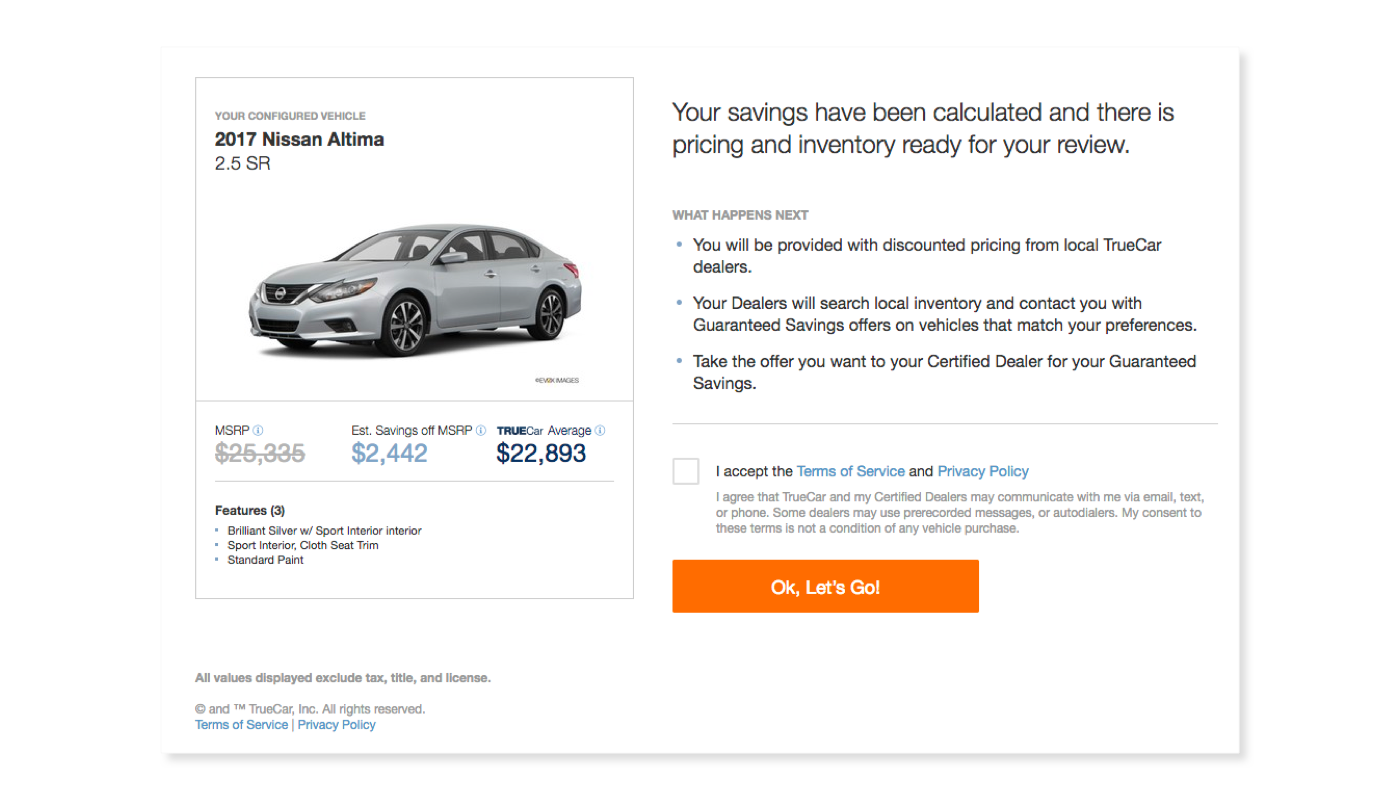 YOUR CONFIGURED VEHICLE
2017 Nissan Altima
2.5 SR
©EVOX IMAGES
MSRP
Est. Savings off MSRP
TRUECar Average
$25,335
$2,442
$22,893
Features (3)
Brilliant Silver w/ Sport Interior interior
Sport Interior, Cloth Seat Trim
Standard Paint
Your savings have been calculated and there is
pricing and inventory ready for your review.
WHAT HAPPENS NEXT
You will be provided with discounted pricing from local TrueCar
dealers.
Your Dealers will search local inventory and contact you with
Guaranteed Savings offers on vehicles that match your preferences.
Take the offer you want to your Certified Dealer for your Guaranteed
Savings.
I accept the Terms of Service and Privacy Policy
I agree that TrueCar and my Certified Dealers may communicate with me via email, text,
or phone. Some dealers may use prerecorded messages, or autodialers. My consent to
these terms is not a condition of any vehicle purchase.
Ok, Let's Go!
All values displayed exclude tax, title, and license.
© and ™ TrueCar, Inc. All rights reserved.
Terms of Service | Privacy Policy